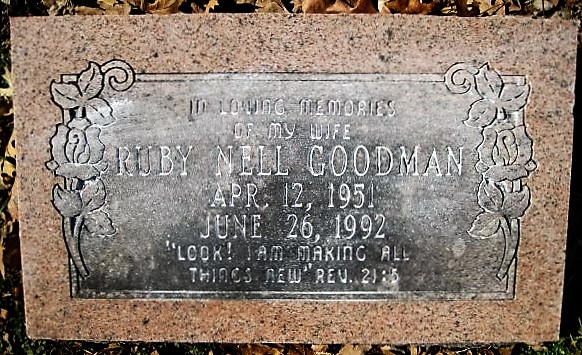 IN LOVING MEMORIES
OF MY WIFE
RUBY NELL GOODMAN
APR. 12, 1951
JUNE 26, 1992
"LOOK! I AM MAKING ALL
THINGS NEW" REV. 21:5